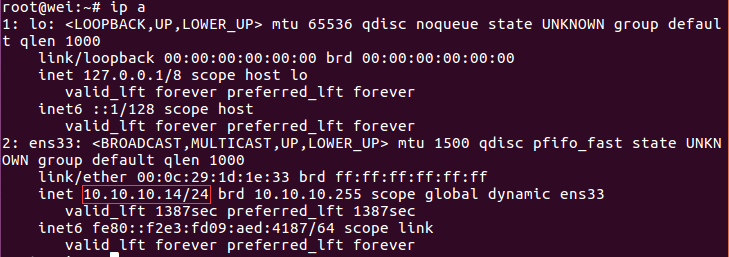 root@wei:~# ip a
1: lo: <LOOPBACK,UP,LOWER_UP> mtu 65536 qdisc noqueue state UNKNOWN group defaul
t qlen 1000
    link/loopback 00:00:00:00:00:00 brd 00:00:00:00:00:00
    inet 127.0.0.1/8 scope host lo
       valid_lft forever preferred_lft forever
    inet6 ::1/128 scope host
       valid_lft forever preferred_lft forever
2: ens33: <BROADCAST,MULTICAST,UP,LOWER_UP> mtu 1500 qdisc pfifo_fast state UNKN
OWN group default qlen 1000
    link/ether 00:0c:29:1d:1e:33 brd ff:ff:ff:ff:ff:ff
    inet 10.10.10.14/24 brd 10.10.10.255 scope global dynamic ens33
       valid_lft 1387sec preferred_lft 1387sec
    inet6 fe80::f2e3:fd09:aed:4187/64 scope link
       valid_lft forever preferred_lft forever